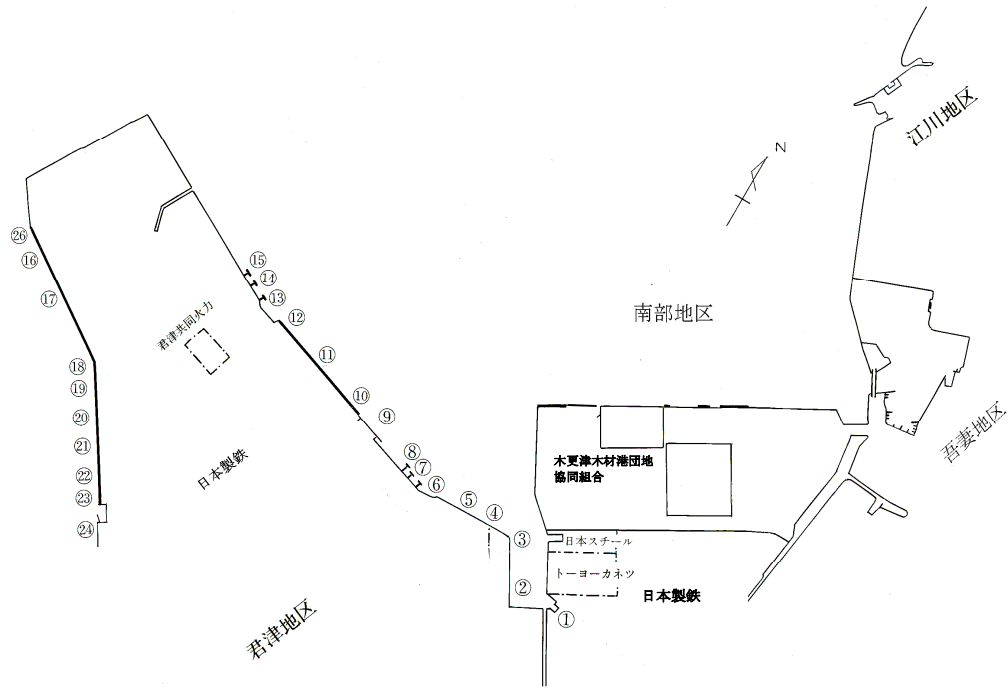 江川地区
N
㉖
⑯
⑰
⑮
⑭
⑬
⑫
君津共同火力
南部地区
⑪
⑱
⑲
⑩
⑳
⑨
吾妻地区
㉑
日本製鉄
⑧
⑦
木更津木材港団地
協同組合
㉒
⑥
㉓
⑤
④
㉔
③
日本スチール
トーヨーカネツ
②
日本製鉄
①
君津地区